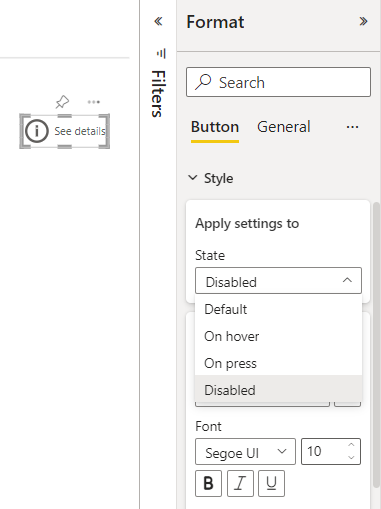 See details
Filters
Format
Search
Button General
Style
Apply settings to
State
Disabled
Default
On hover
On press
Disabled
Font
Segoe UI 10
B I U